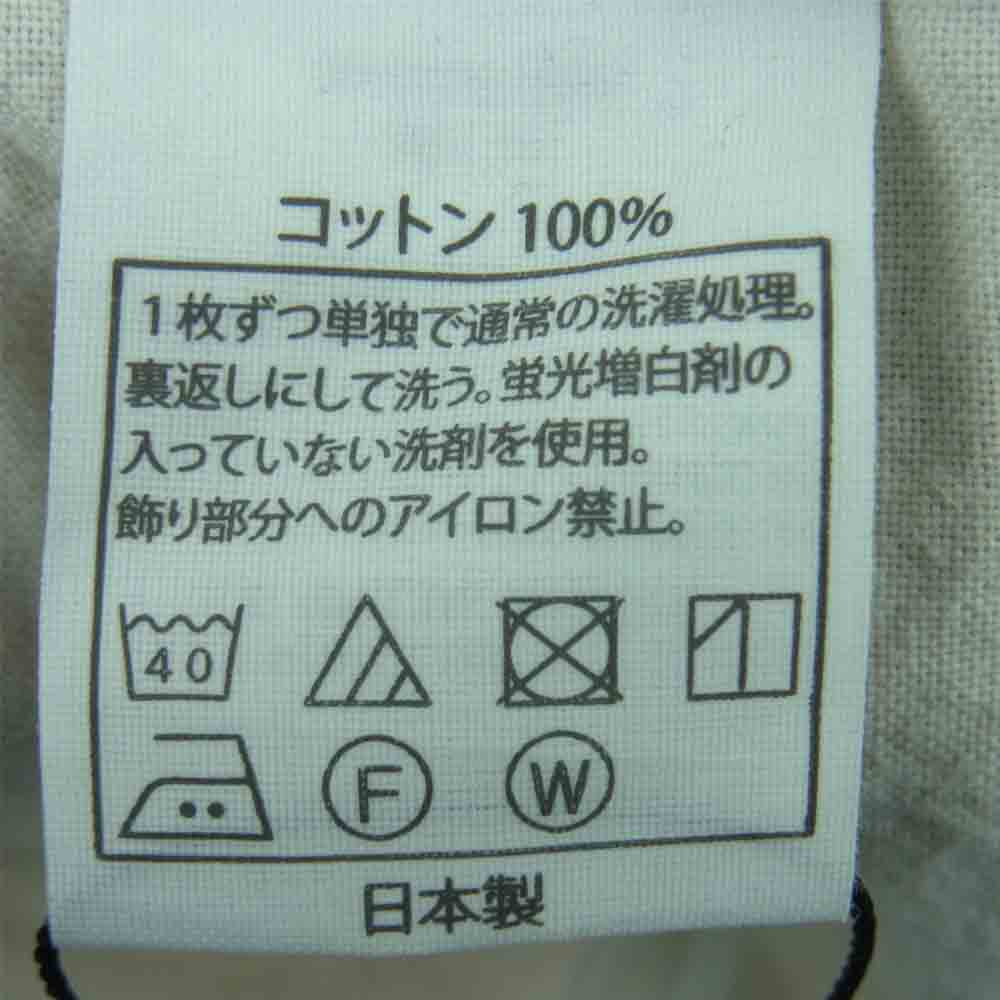 コットン 100%
1枚ずつ単独で通常の洗濯処理。
裏返しにして洗う。蛍光増白剤の
入っていない洗剤を使用。
飾り部分へのアイロン禁止。
40
F W
日本製